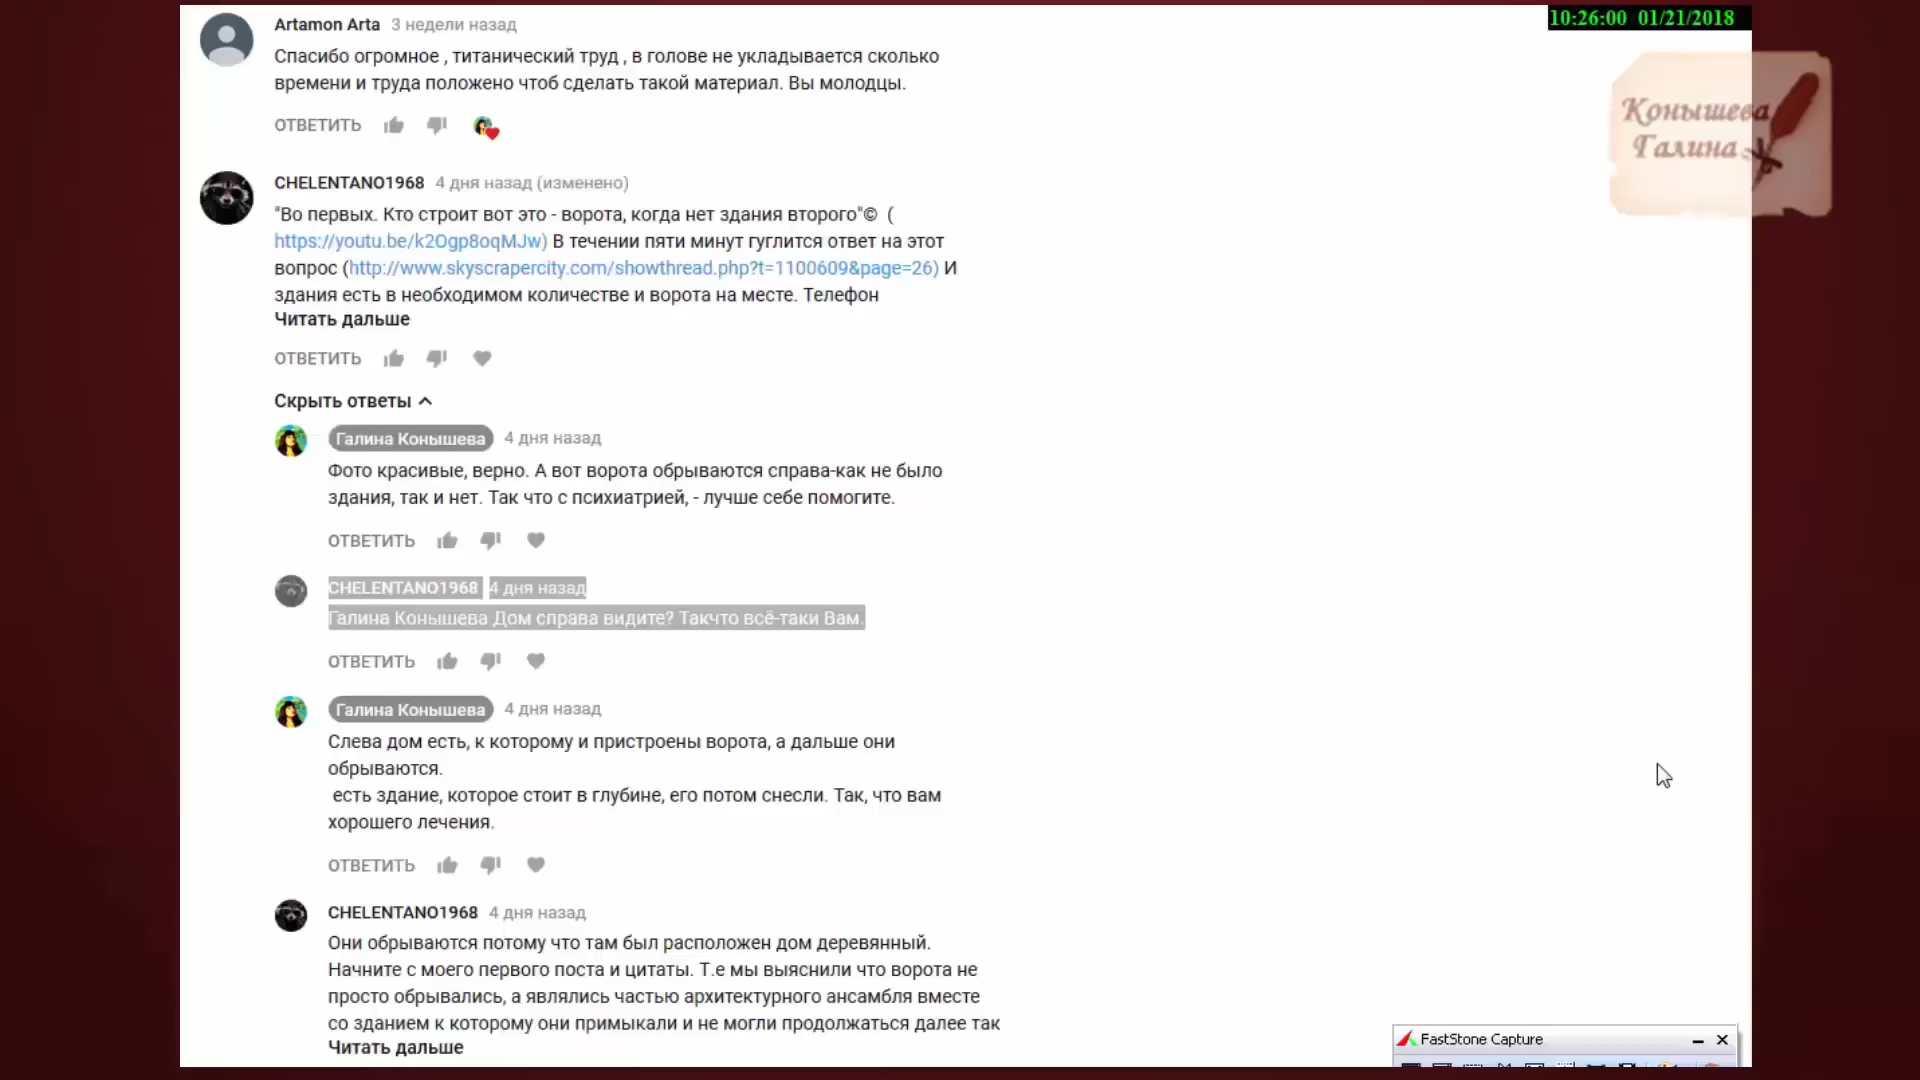 Artamon Arta 3 недели назад
10:26:00 01/21/2018
Спасибо огромное , титанический труд , в голове не укладывается сколько
времени и труда положено чтоб сделать такой материал. Вы молодцы.
Конышева
Галина
ОТВЕТИТЬ
CHELENTANO1968 4 дня назад (изменено)
"Во первых. Кто строит вот это - ворота, когда нет здания второго"© (
https://youtu.be/k2Ogp8oqMJw) В течении пяти минут гуглится ответ на этот
вопрос (http://www.skyscrapercity.com/showthread.php?t=1100609&page=26) И
здания есть в необходимом количестве и ворота на месте. Телефон
Читать дальше
ОТВЕТИТЬ
Скрыть ответы
Галина Конышева 4 дня назад
Фото красивые, верно. А вот ворота обрываются справа-как не было
здания, так и нет. Так что с психиатрией, - лучше себе помогите.
ОТВЕТИТЬ
CHELENTANO1968 4 дня назад
Галина Конышева Дом справа видите? Такчто всё-таки Вам.
ОТВЕТИТЬ
Галина Конышева 4 дня назад
Слева дом есть, к которому и пристроены ворота, а дальше они
обрываются.
есть здание, которое стоит в глубине, его потом снесли. Так, что вам
хорошего лечения.
ОТВЕТИТЬ
CHELENTANO1968 4 дня назад
Они обрываются потому что там был расположен дом деревянный.
Начните с моего первого поста и цитаты. Т.е мы выяснили что ворота не
просто обрывались, а являлись частью архитектурного ансамбля вместе
со зданием к которому они примыкали и не могли продолжаться далее так
Читать дальше
FastStone Capture